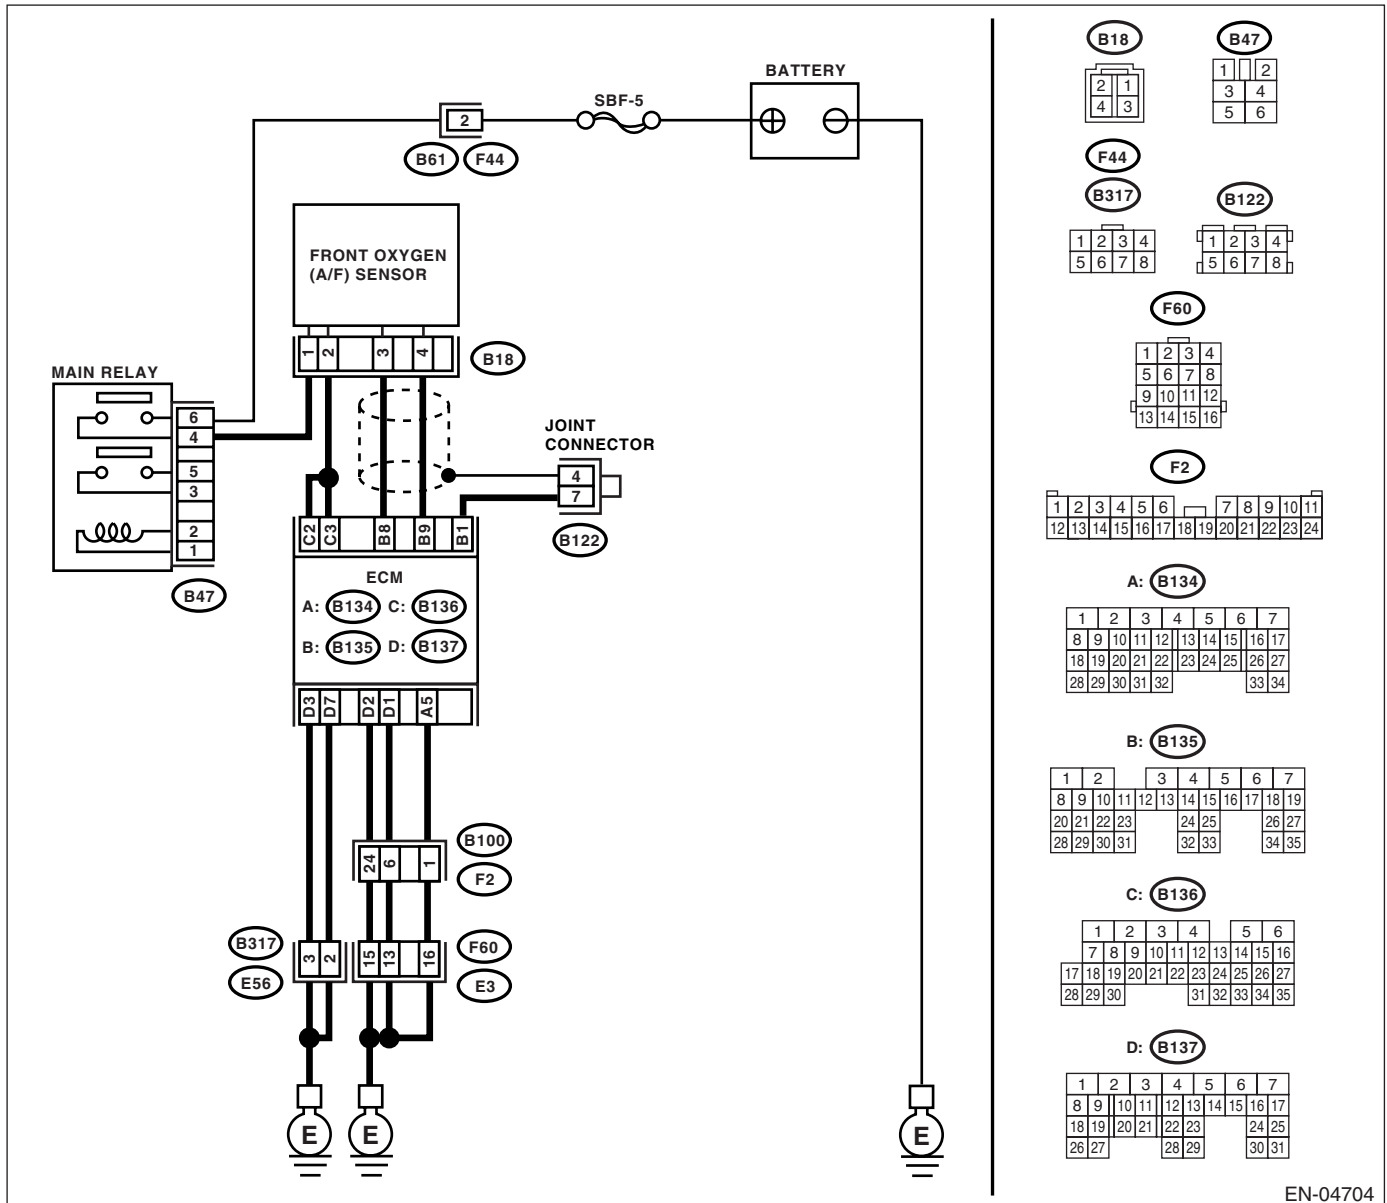 BATTERY
SBF-5
2
B61 F44
FRONT OXYGEN
(A/F) SENSOR
1 2 3 4
B18
MAIN RELAY
6
4
5
3
2
1
B47
JOINT
CONNECTOR
4
7
B122
C2 C3 B8 B9 B1
ECM
A: B134 C: B136
B: B135 D: B137
D3 D7 D2 D1 A5
24 6 1
B100
F2
B317
E56
3 2
15 13 16
F60
E3
E E E
B18
2 1
4 3
B47
1 2
3 4
5 6
F44
B317
1 2 3 4
5 6 7 8
B122
1 2 3 4
5 6 7 8
F60
1 2 3 4
5 6 7 8
9 10 11 12
13 14 15 16
F2
1 2 3 4 5 6 7 8 9 10 11
12 13 14 15 16 17 18 19 20 21 22 23 24
A: B134
1 2 3 4 5 6 7
8 9 10 11 12 13 14 15 16 17
18 19 20 21 22 23 24 25 26 27
28 29 30 31 32 33 34
B: B135
1 2 3 4 5 6 7
8 9 10 11 12 13 14 15 16 17 18 19
20 21 22 23 24 25 26 27
28 29 30 31 32 33 34 35
C: B136
1 2 3 4 5 6
7 8 9 10 11 12 13 14 15 16
17 18 19 20 21 22 23 24 25 26 27
28 29 30 31 32 33 34 35
D: B137
1 2 3 4 5 6 7
8 9 10 11 12 13 14 15 16 17
18 19 20 21 22 23 24 25
26 27 28 29 30 31
EN-04704